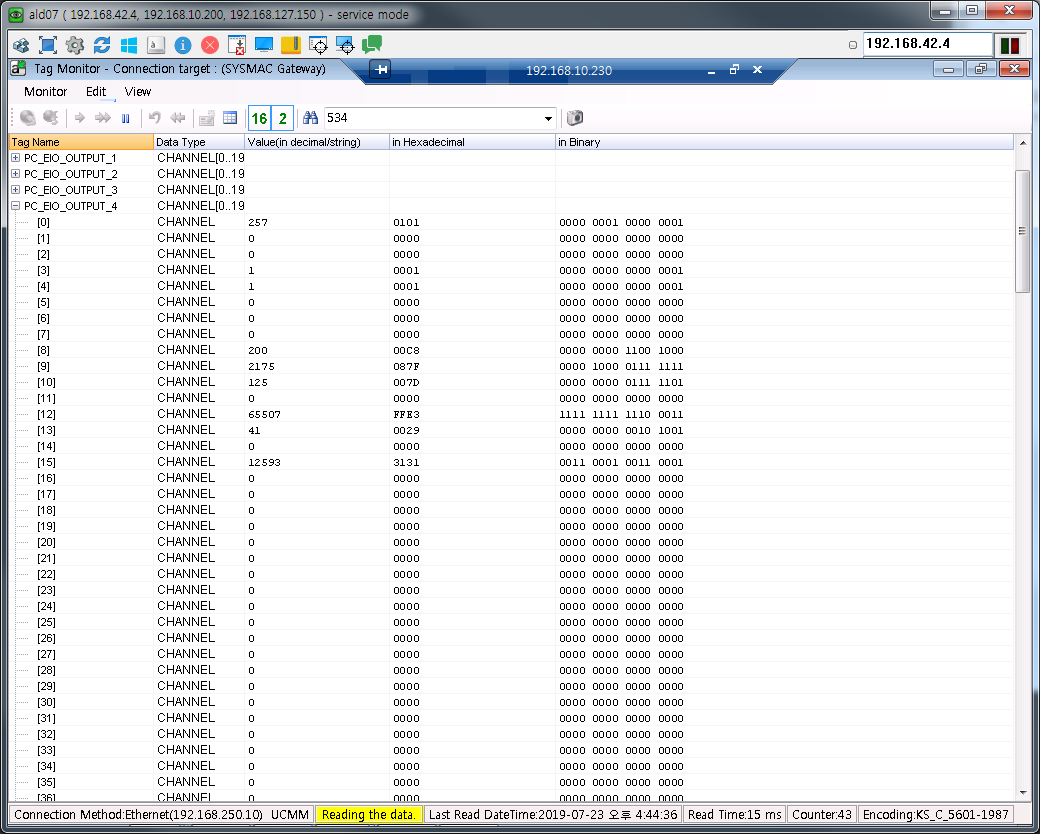 ald07 ( 192.168.42.4, 192.168.10.200, 192.168.127.150 ) - service mode
192.168.42.4
Tag Monitor - Connection target : (SYSMAC Gateway)
192.168.10.230
Monitor Edit View
16 2 534
Tag Name Data Type Value(in decimal/string) in Hexadecimal in Binary
PC_EIO_OUTPUT_1 CHANNEL[0..19
PC_EIO_OUTPUT_2 CHANNEL[0..19
PC_EIO_OUTPUT_3 CHANNEL[0..19
PC_EIO_OUTPUT_4 CHANNEL[0..19
[0] CHANNEL 257 0101 0000 0001 0000 0001
[1] CHANNEL 0 0000 0000 0000 0000 0000
[2] CHANNEL 0 0000 0000 0000 0000 0000
[3] CHANNEL 1 0001 0000 0000 0000 0001
[4] CHANNEL 1 0001 0000 0000 0000 0001
[5] CHANNEL 0 0000 0000 0000 0000 0000
[6] CHANNEL 0 0000 0000 0000 0000 0000
[7] CHANNEL 0 0000 0000 0000 0000 0000
[8] CHANNEL 200 00C8 0000 0000 1100 1000
[9] CHANNEL 2175 087F 0000 1000 0111 1111
[10] CHANNEL 125 007D 0000 0000 0111 1101
[11] CHANNEL 0 0000 0000 0000 0000 0000
[12] CHANNEL 65507 FFE3 1111 1111 1110 0011
[13] CHANNEL 41 0029 0000 0000 0010 1001
[14] CHANNEL 0 0000 0000 0000 0000 0000
[15] CHANNEL 12593 3131 0011 0001 0011 0001
[16] CHANNEL 0 0000 0000 0000 0000 0000
[17] CHANNEL 0 0000 0000 0000 0000 0000
[18] CHANNEL 0 0000 0000 0000 0000 0000
[19] CHANNEL 0 0000 0000 0000 0000 0000
[20] CHANNEL 0 0000 0000 0000 0000 0000
[21] CHANNEL 0 0000 0000 0000 0000 0000
[22] CHANNEL 0 0000 0000 0000 0000 0000
[23] CHANNEL 0 0000 0000 0000 0000 0000
[24] CHANNEL 0 0000 0000 0000 0000 0000
[25] CHANNEL 0 0000 0000 0000 0000 0000
[26] CHANNEL 0 0000 0000 0000 0000 0000
[27] CHANNEL 0 0000 0000 0000 0000 0000
[28] CHANNEL 0 0000 0000 0000 0000 0000
[29] CHANNEL 0 0000 0000 0000 0000 0000
[30] CHANNEL 0 0000 0000 0000 0000 0000
[31] CHANNEL 0 0000 0000 0000 0000 0000
[32] CHANNEL 0 0000 0000 0000 0000 0000
[33] CHANNEL 0 0000 0000 0000 0000 0000
[34] CHANNEL 0 0000 0000 0000 0000 0000
[35] CHANNEL 0 0000 0000 0000 0000 0000
[36] CHANNEL 0 0000 0000 0000 0000 0000
Connection Method:Ethernet(192.168.250.10) UCMM Reading the data. Last Read DateTime:2019-07-23 오후 4:44:36 Read Time:15 ms Counter:43 Encoding:KS_C_5601-1987